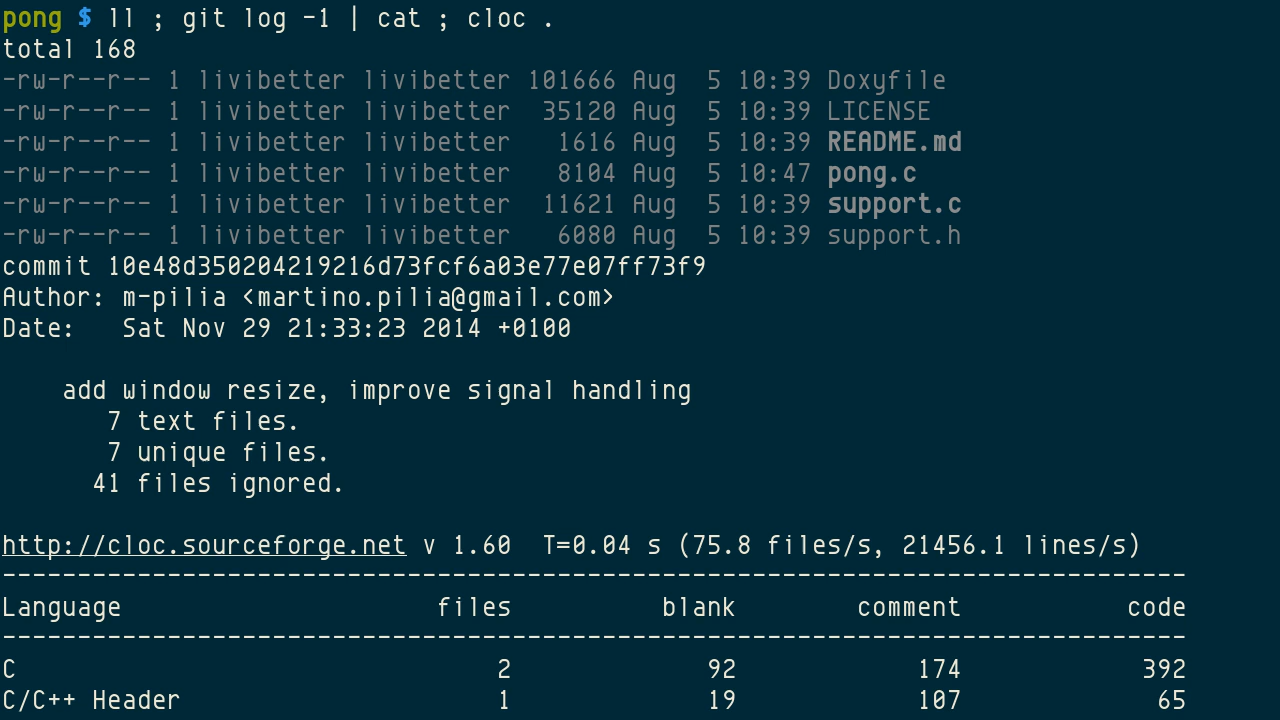 pong $ ll ; git log -1 | cat ; cloc .
total 168
-rw-r--r-- 1 livibetter livibetter 101666 Aug  5 10:39 Doxyfile
-rw-r--r-- 1 livibetter livibetter  35120 Aug  5 10:39 LICENSE
-rw-r--r-- 1 livibetter livibetter   1616 Aug  5 10:39 README.md
-rw-r--r-- 1 livibetter livibetter   8104 Aug  5 10:47 pong.c
-rw-r--r-- 1 livibetter livibetter  11621 Aug  5 10:39 support.c
-rw-r--r-- 1 livibetter livibetter   6080 Aug  5 10:39 support.h
commit 10e48d350204219216d73fcf6a03e77e07ff73f9
Author: m-pilia <martino.pilia@gmail.com>
Date:   Sat Nov 29 21:33:23 2014 +0100

    add window resize, improve signal handling
       7 text files.
       7 unique files.
      41 files ignored.

http://cloc.sourceforge.net v 1.60  T=0.04 s (75.8 files/s, 21456.1 lines/s)
-------------------------------------------------------------------------------
Language                     files          blank        comment           code
-------------------------------------------------------------------------------
C                                2             92            174            392
C/C++ Header                     1             19            107             65